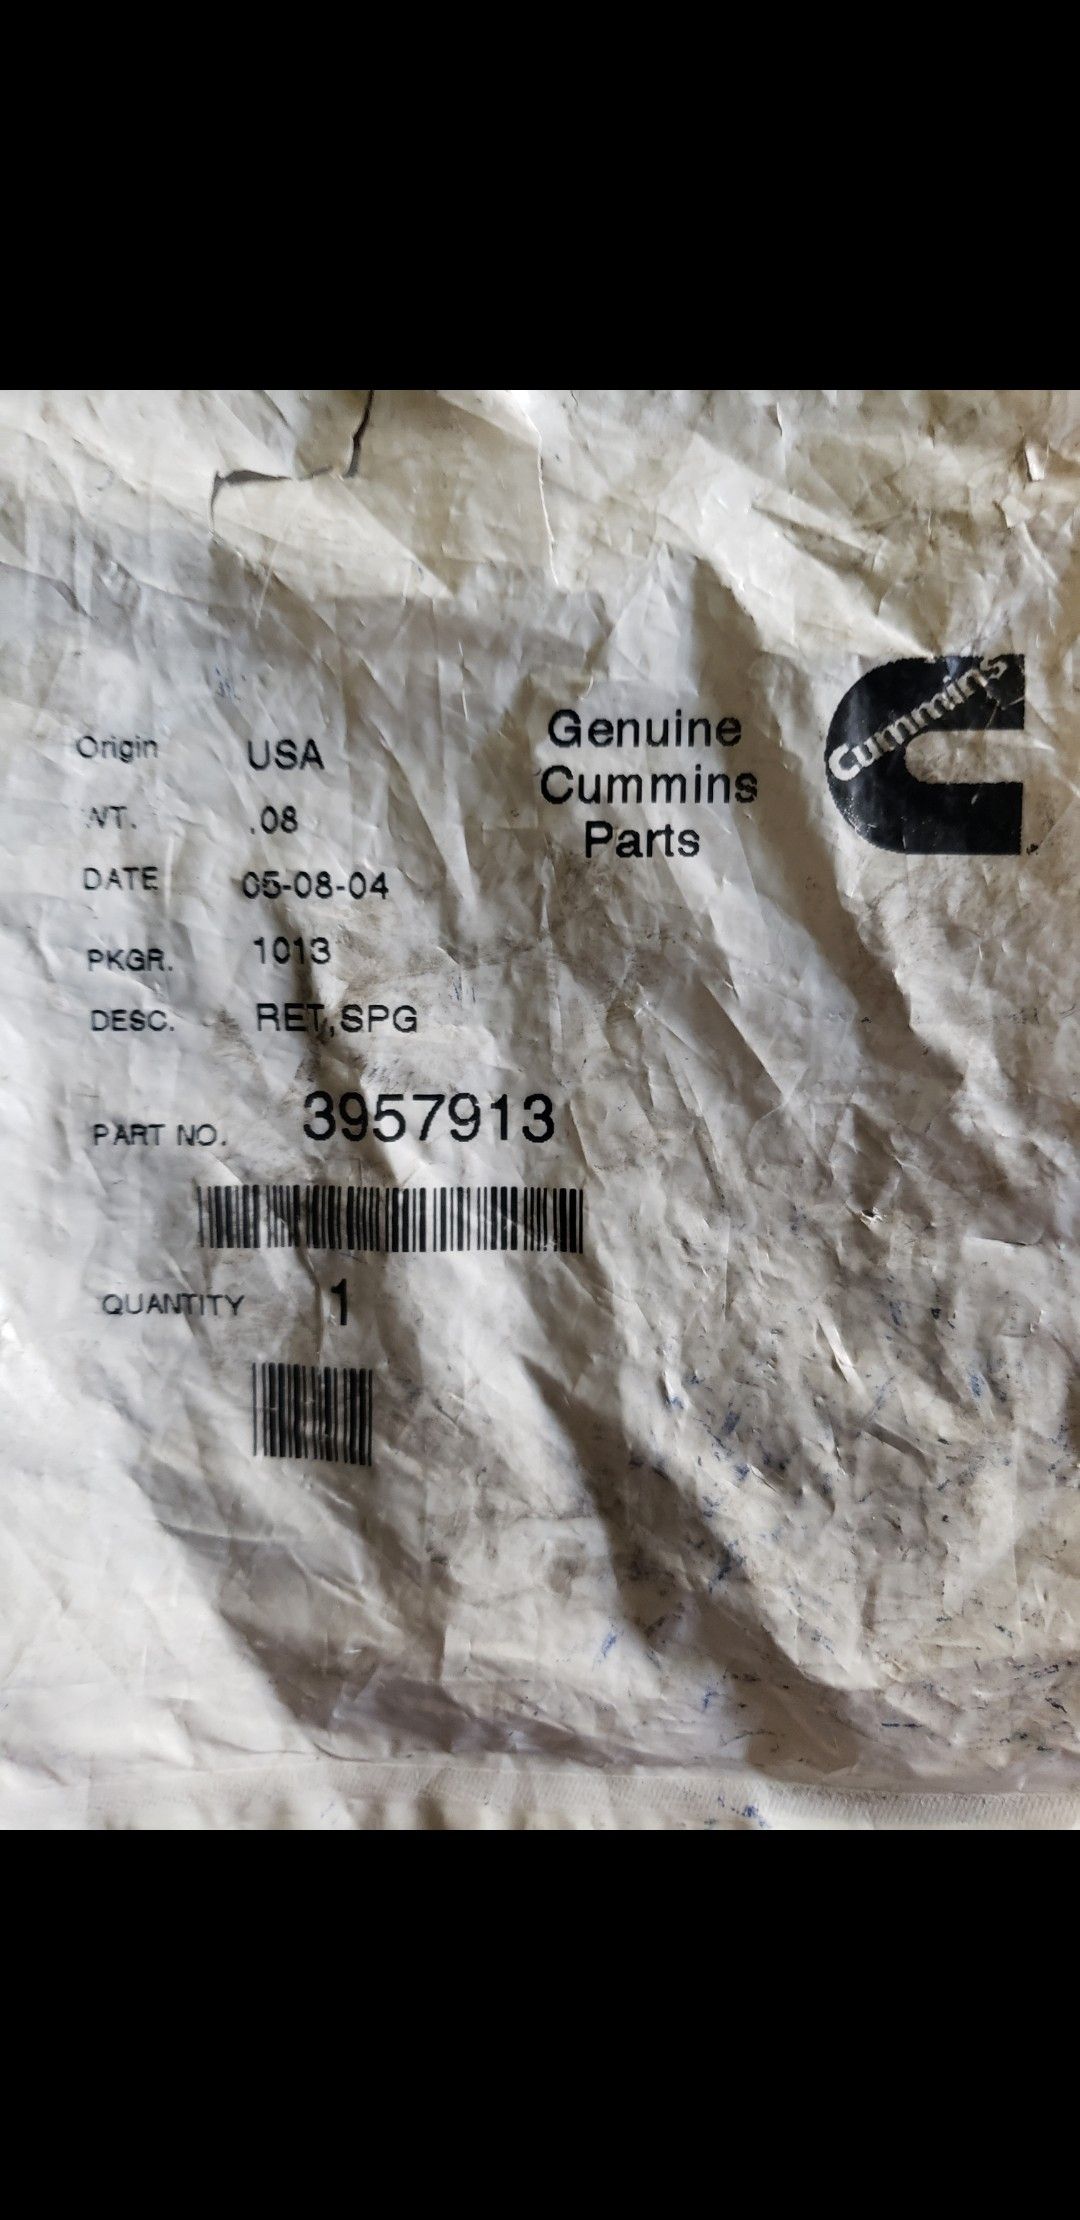 Cummins
Genuine
Cummins
Parts
Origin USA
WT. .08
DATE 05-08-04
PKGR. 1013
DESC. RET,SPG
PART NO. 3957913
QUANTITY 1